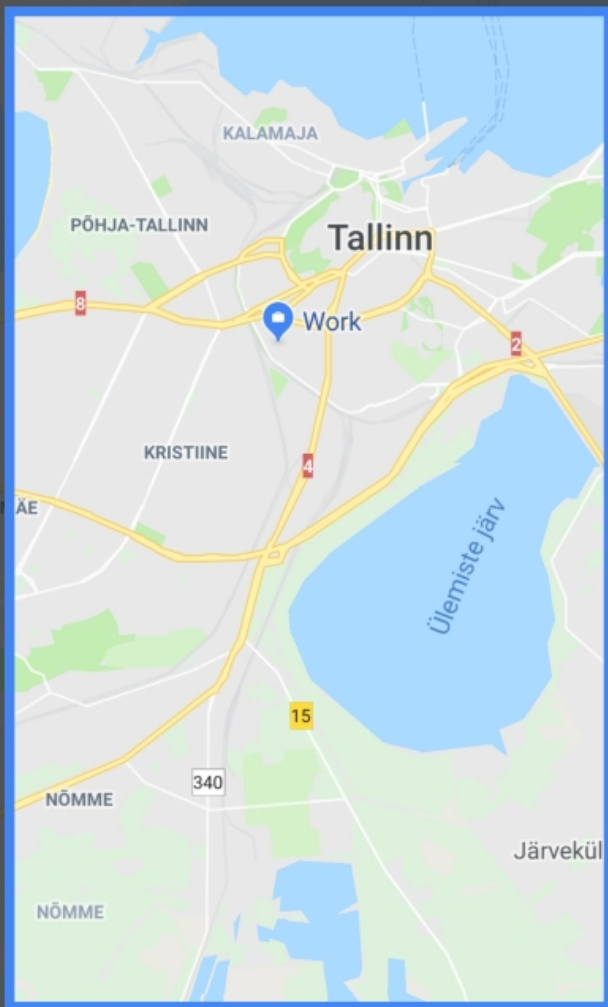 KALAMAJA
PÕHJA-TALLINN
Tallinn
8
Work
2
KRISTIINE
4
ÄE
Ülemiste järv
15
340
NÕMME
Järvekül
NÕMME